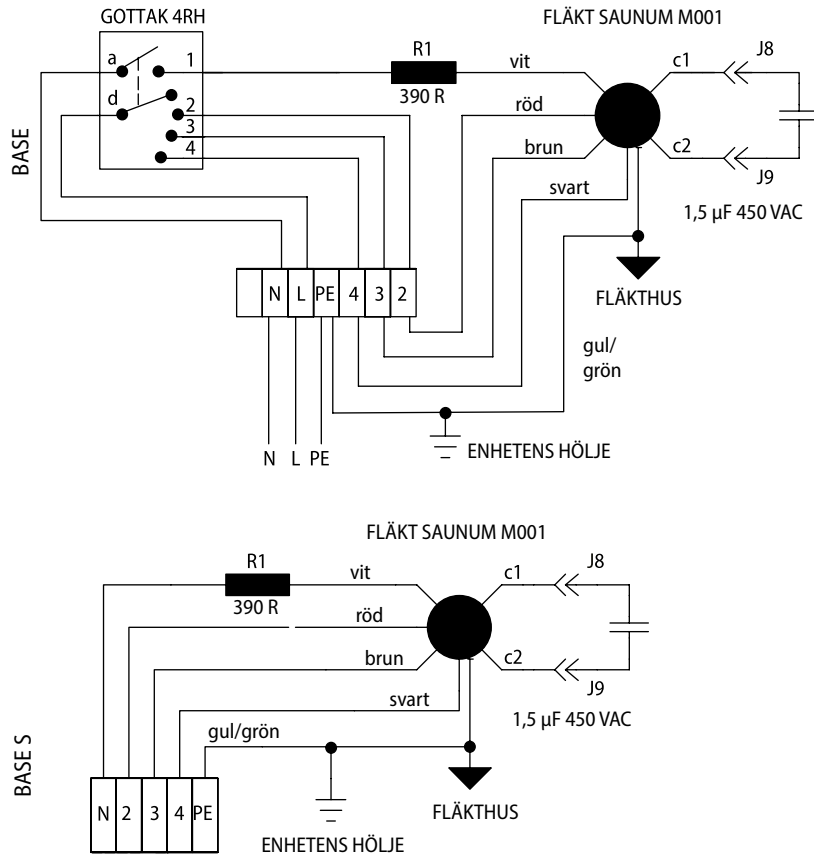 GOTTAK 4RH
FLÄKT SAUNUM M001
a
1
R1
390 R
vit
c1
J8
d
2
röd
3
brun
c2
J9
4
svart
1,5 µF 450 VAC
BASE
N L PE 4 3 2
FLÄKTHUS
gul/
grön
N L PE
ENHETENS HÖLJE
FLÄKT SAUNUM M001
R1
390 R
vit
c1
J8
röd
brun
c2
J9
svart
1,5 µF 450 VAC
gul/grön
BASE S
N 2 3 4 PE
FLÄKTHUS
ENHETENS HÖLJE